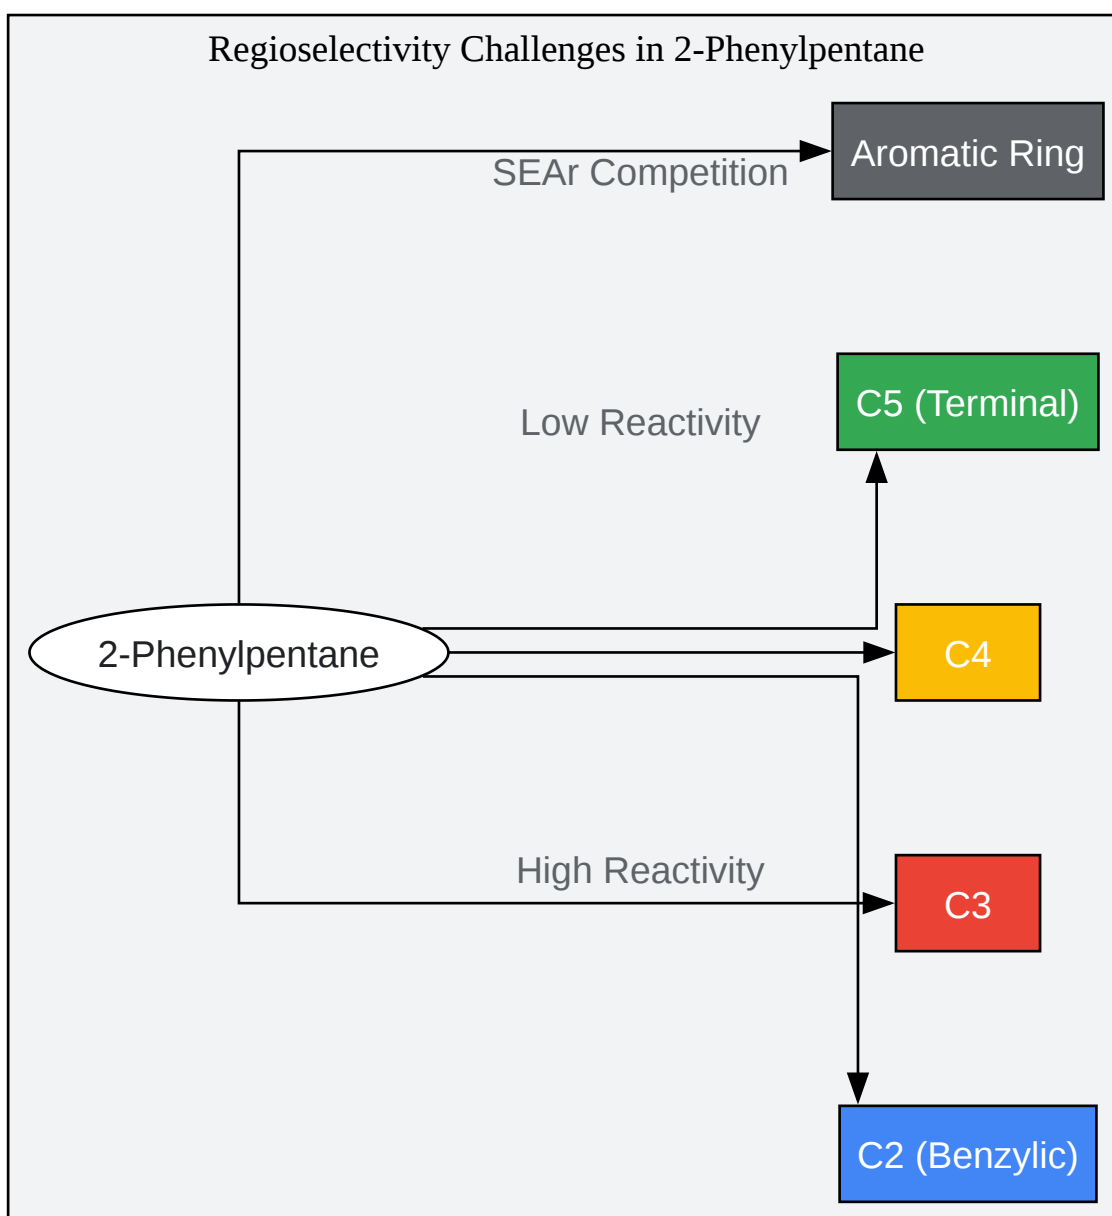 Regioselectivity Challenges in 2-Phenylpentane
Aromatic Ring
SEAr Competition
C5 (Terminal)
Low Reactivity
2-Phenylpentane
C4
High Reactivity
C3
C2 (Benzylic)